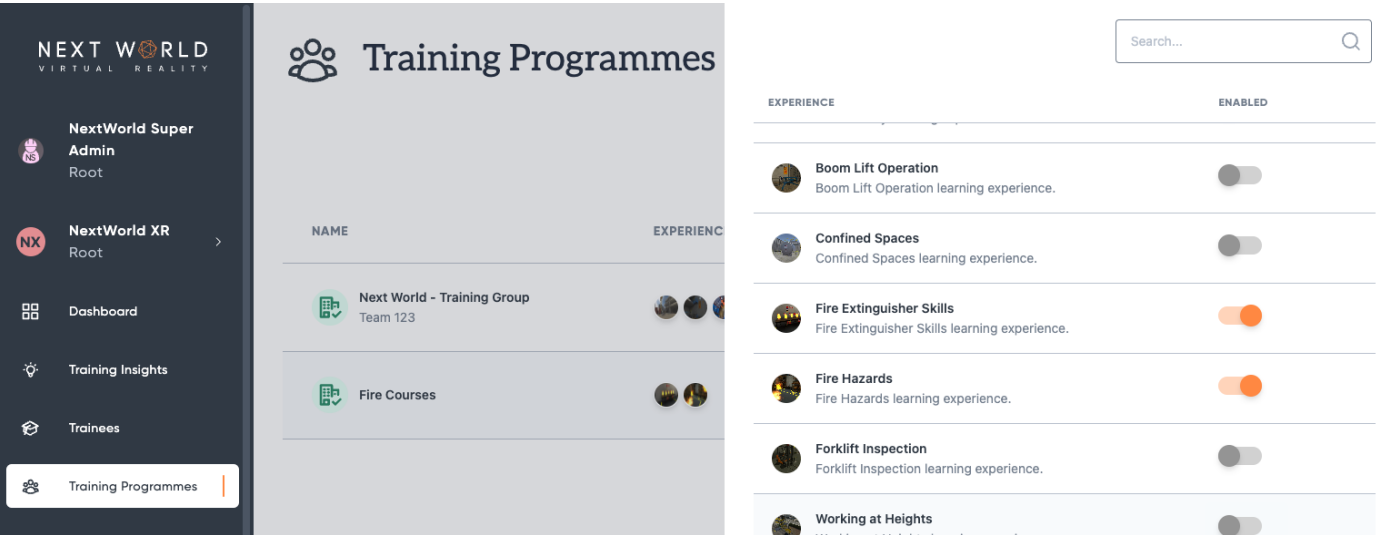 NEXT WORLD
VIRTUAL REALITY
NS
NextWorld Super
Admin
Root
NX
NextWorld XR
Root
Dashboard
Training Insights
Trainees
Training Programmes
Training Programmes
NAME
EXPERIENC
Next World - Training Group
Team 123
Fire Courses
Search...
EXPERIENCE
ENABLED
Boom Lift Operation
Boom Lift Operation learning experience.
Confined Spaces
Confined Spaces learning experience.
Fire Extinguisher Skills
Fire Extinguisher Skills learning experience.
Fire Hazards
Fire Hazards learning experience.
Forklift Inspection
Forklift Inspection learning experience.
Working at Heights